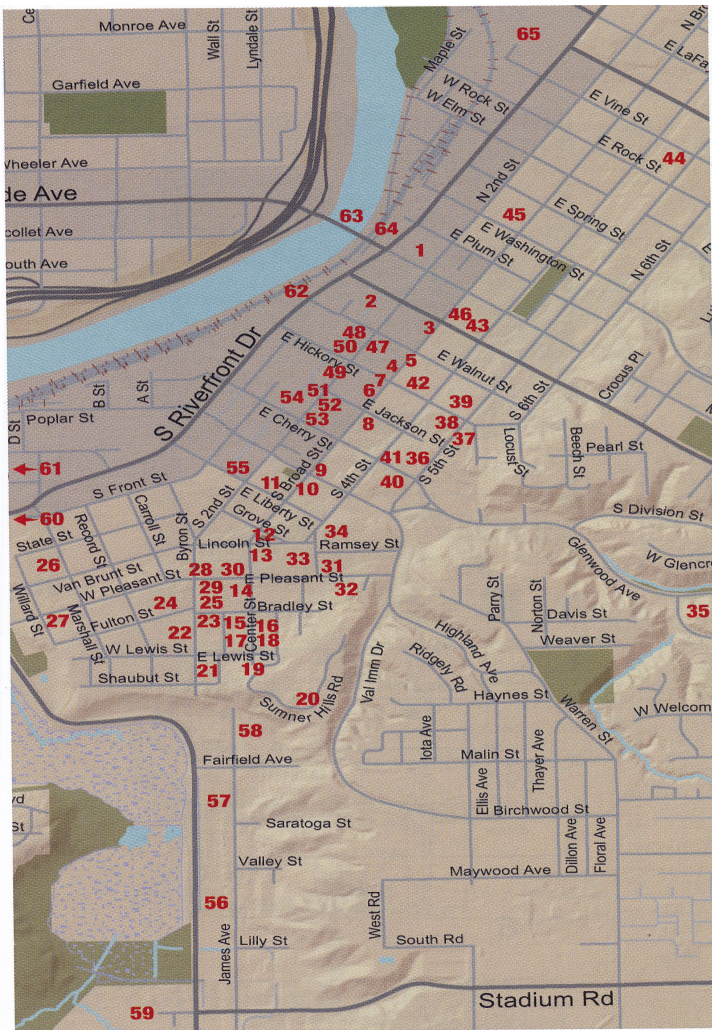 Ce
Monroe Ave
Wall St
Lyndale St
Maple St
65
N Br
E LaFa
Garfield Ave
W Rock St
W Elm St
E Vine St
E Rock St
44
Wheeler Ave
N 2nd St
de Ave
63
64
45
E Spring St
collet Ave
1
E Plum St
E Washington St
N 6th St
outh Ave
62
2
48
50
47
3
46
43
E Hickory St
49
4
5
E Walnut St
Crocus Pl
S Riverfront Dr
54
51
52
53
7
6
42
39
S 6th St
D St
B St
A St
Poplar St
E Cherry St
8
E Jackson St
38
37
Locust St
Beech St
Pearl St
61
S Front St
55
11
S Broad St
9
10
S 4th St
41
36
40
S 5th St
60
S 2nd St
E Liberty St
Grove St
S Division St
State St
Record St
Carroll St
Byron St
Lincoln St
12
34
Ramsey St
Glenwood Ave
W Glencr
26
Van Brunt St
W Pleasant St
28
30
13
33
31
E Pleasant St
32
Willard St
27
Marshall St
Fulton St
24
29
25
14
Center St
Bradley St
Parry St
Norton St
Davis St
35
22
23
15
16
17
18
Weaver St
W Lewis St
E Lewis St
Val Imm Dr
Highland Ave
Ridgely Rd
Shaubut St
21
19
20
Sumner Hills Rd
Haynes St
Warren St
W Welcom
58
Fairfield Ave
Iota Ave
Malin St
Thayer Ave
57
Ellis Ave
Birchwood St
yd
St
Saratoga St
Dillon Ave
Floral Ave
Valley St
Maywood Ave
56
West Rd
James Ave
Lilly St
South Rd
59
Stadium Rd